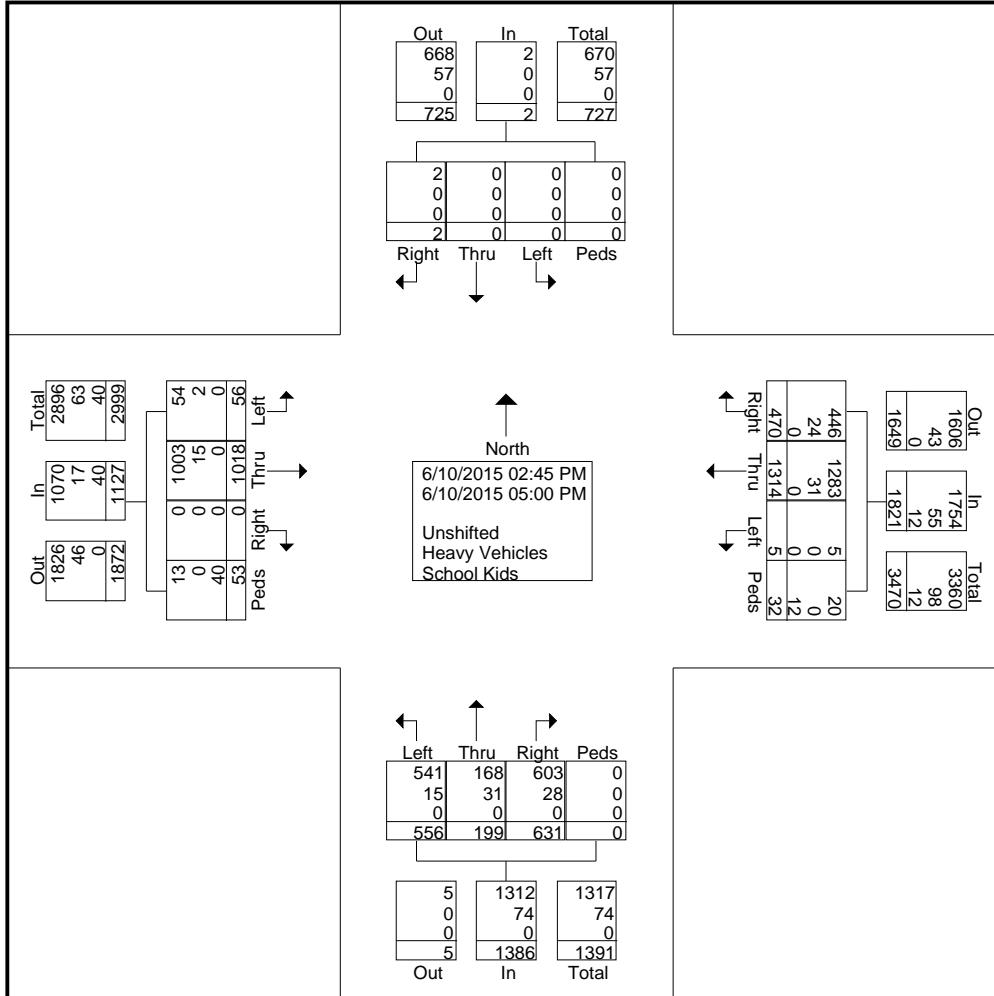 Out In Total
668 2 670
57 0 57
0 0 0
725 2 727
2 0 0 0
0 0 0 0
0 0 0 0
2 0 0 0
Right Thru Left Peds
Total
2896
63
40
2999
In
1070
17
40
1127
Out
1826
46
0
1872
54
2
0
56
Left
1003
15
0
1018
Thru
0
0
0
0
Right
13
0
40
53
Peds
North
6/10/2015 02:45 PM
6/10/2015 05:00 PM
Unshifted
Heavy Vehicles
School Kids
Right
446
24
0
470
Thru
1283
31
0
1314
Left
5
0
0
5
Peds
20
0
12
32
Out
1606
43
0
1649
In
1754
55
12
1821
Total
3360
98
12
3470
Left Thru Right Peds
541 168 603 0
15 31 28 0
0 0 0 0
556 199 631 0
5 1312 1317
0 74 74
0 0 0
5 1386 1391
Out In Total